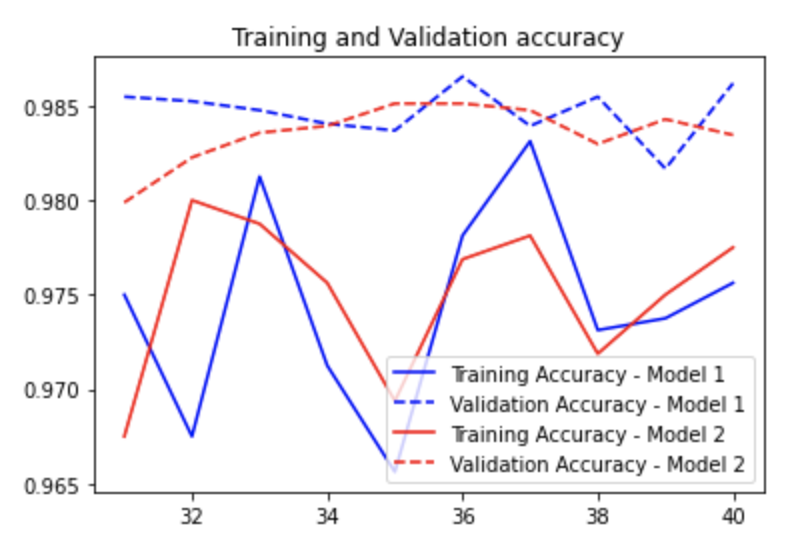 Training and Validation accuracy
0.985
0.980
0.975
0.970
0.965
Training Accuracy - Model 1
Validation Accuracy - Model 1
Training Accuracy - Model 2
Validation Accuracy - Model 2
32 34 36 38 40